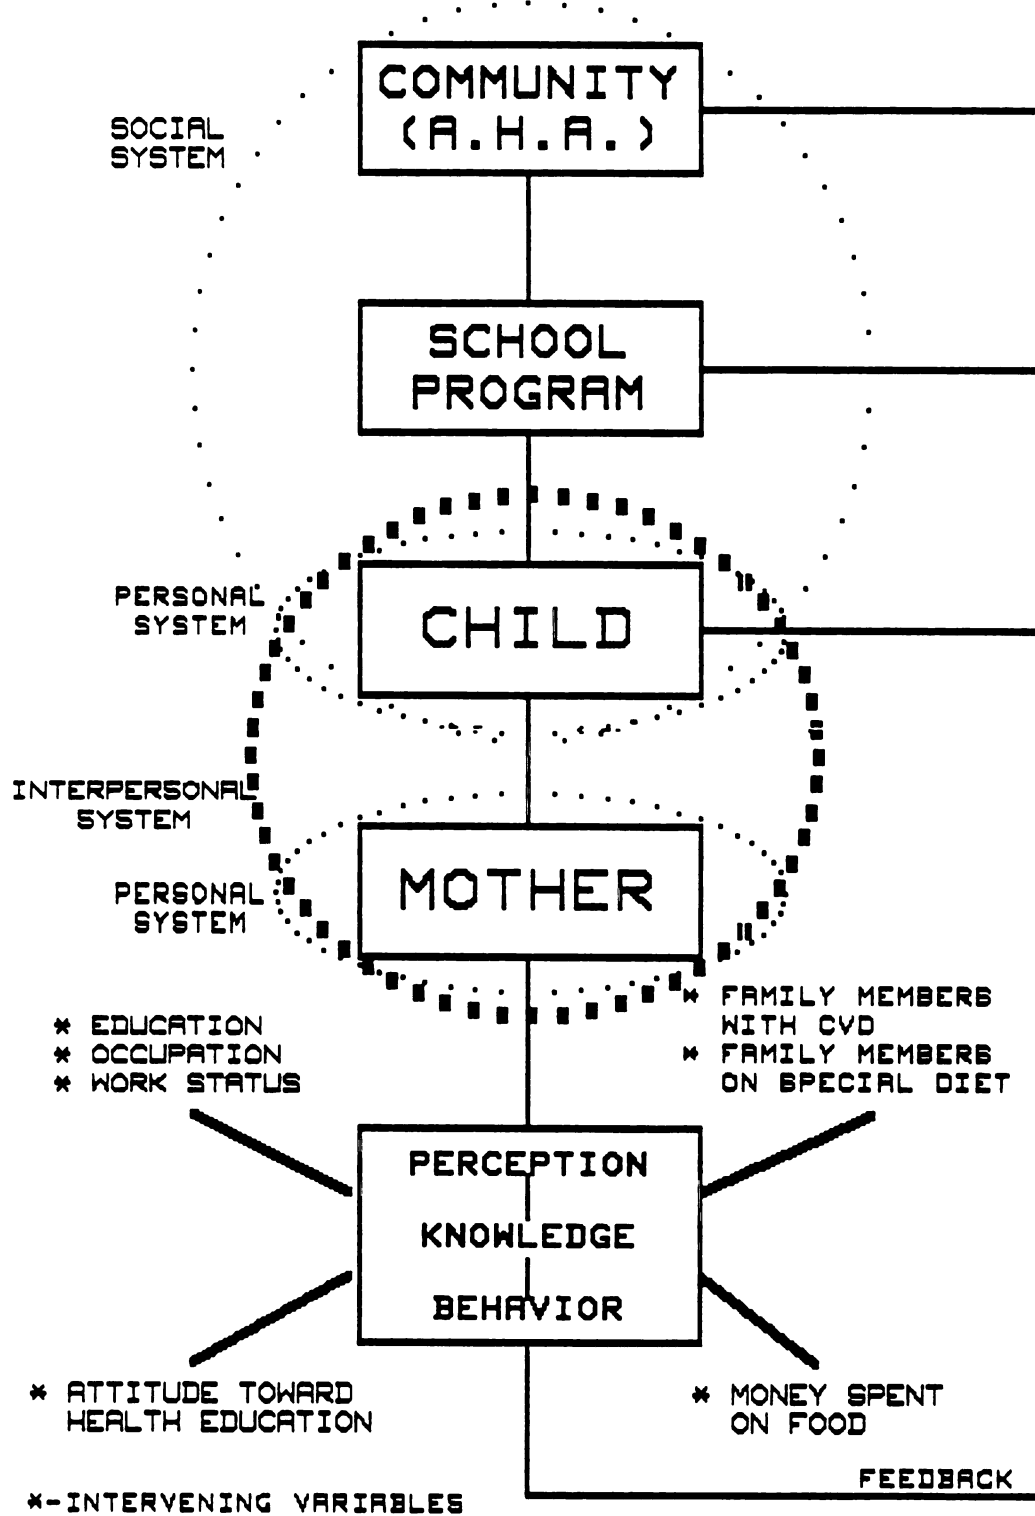 COMMUNITY
(A.H.A.)
SOCIAL
SYSTEM
SCHOOL
PROGRAM
PERSONAL
SYSTEM
CHILD
INTERPERSONAL
SYSTEM
PERSONAL
SYSTEM
MOTHER
* EDUCATION
* OCCUPATION
* WORK STATUS
* FAMILY MEMBERS
WITH CVD
* FAMILY MEMBERS
ON SPECIAL DIET
PERCEPTION
KNOWLEDGE
BEHAVIOR
* ATTITUDE TOWARD
HEALTH EDUCATION
* MONEY SPENT
ON FOOD
FEEDBACK
*-INTERVENING VARIABLES